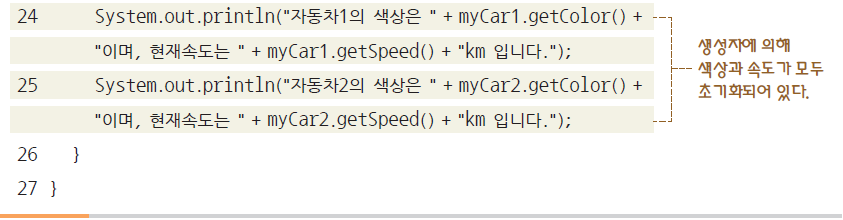 24 System.out.println("자동차1의 색상은 " + myCar1.getColor() +
"이며, 현재속도는 " + myCar1.getSpeed() + "km 입니다.");
25 System.out.println("자동차2의 색상은 " + myCar2.getColor() +
"이며, 현재속도는 " + myCar2.getSpeed() + "km 입니다.");
26 }
27 }
생성자에 의해
색상과 속도가 모두
초기화되어 있다.